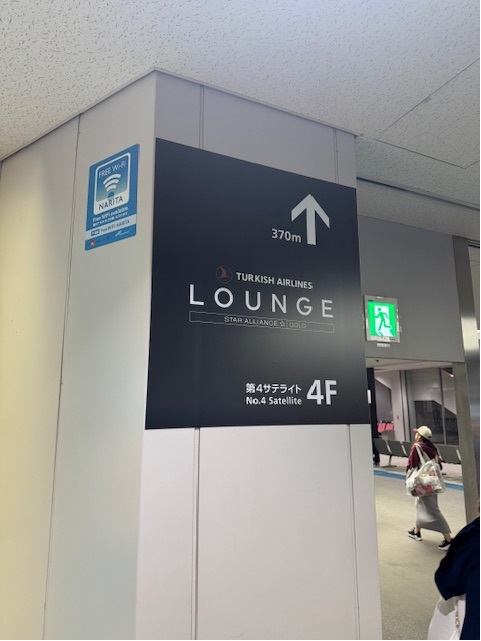 FREE Wi-Fi
NARITA
370m
TURKISH AIRLINES
LOUNGE
STAR ALLIANCE GOLD
第4サテライト
No.4 Satellite 4F